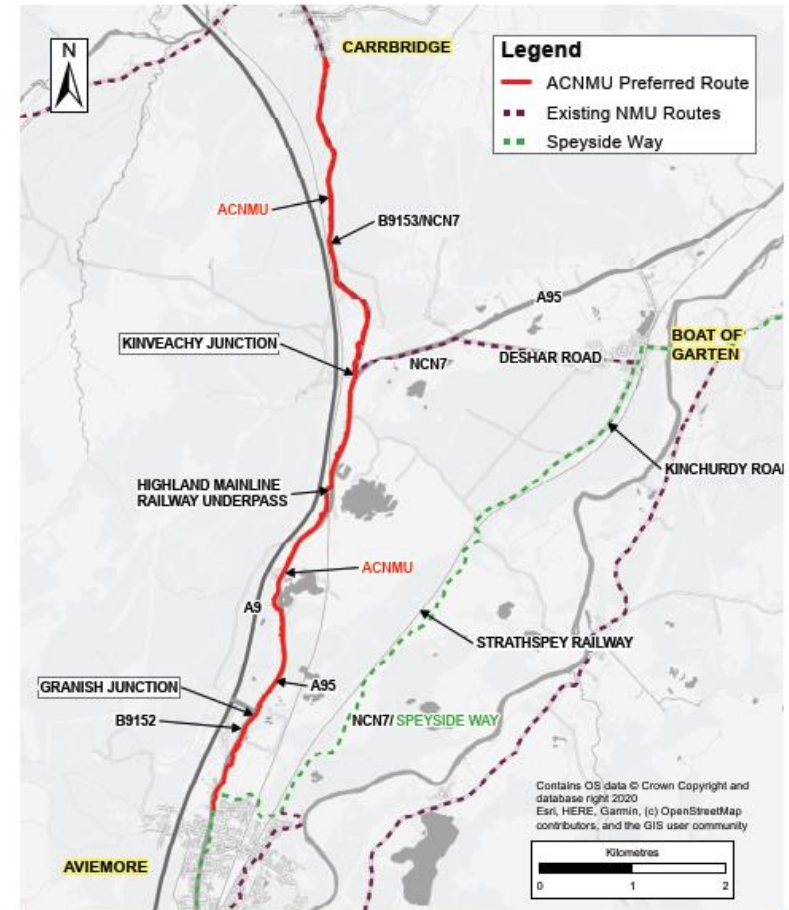 N
CARRBRIDGE
Legend
ACNMU Preferred Route
Existing NMU Routes
Speyside Way
ACNMU
B9153/NCN7
A95
KINVEACHY JUNCTION
BOAT OF
GARTEN
DESHAR ROAD
NCN7
KINCHURDY ROA
HIGHLAND MAINLINE
RAILWAY UNDERPASS
ACNMU
A9
STRATHSPEY RAILWAY
GRANISH JUNCTION
A95
B9152
NCN7/ SPEYSIDE WAY
Contains OS data © Crown Copyright and
database right 2020
Esri, HERE, Garmin, (c) OpenStreetMap
contributors, and the GIS user community
AVIEMORE
Kilometres
0 1 2